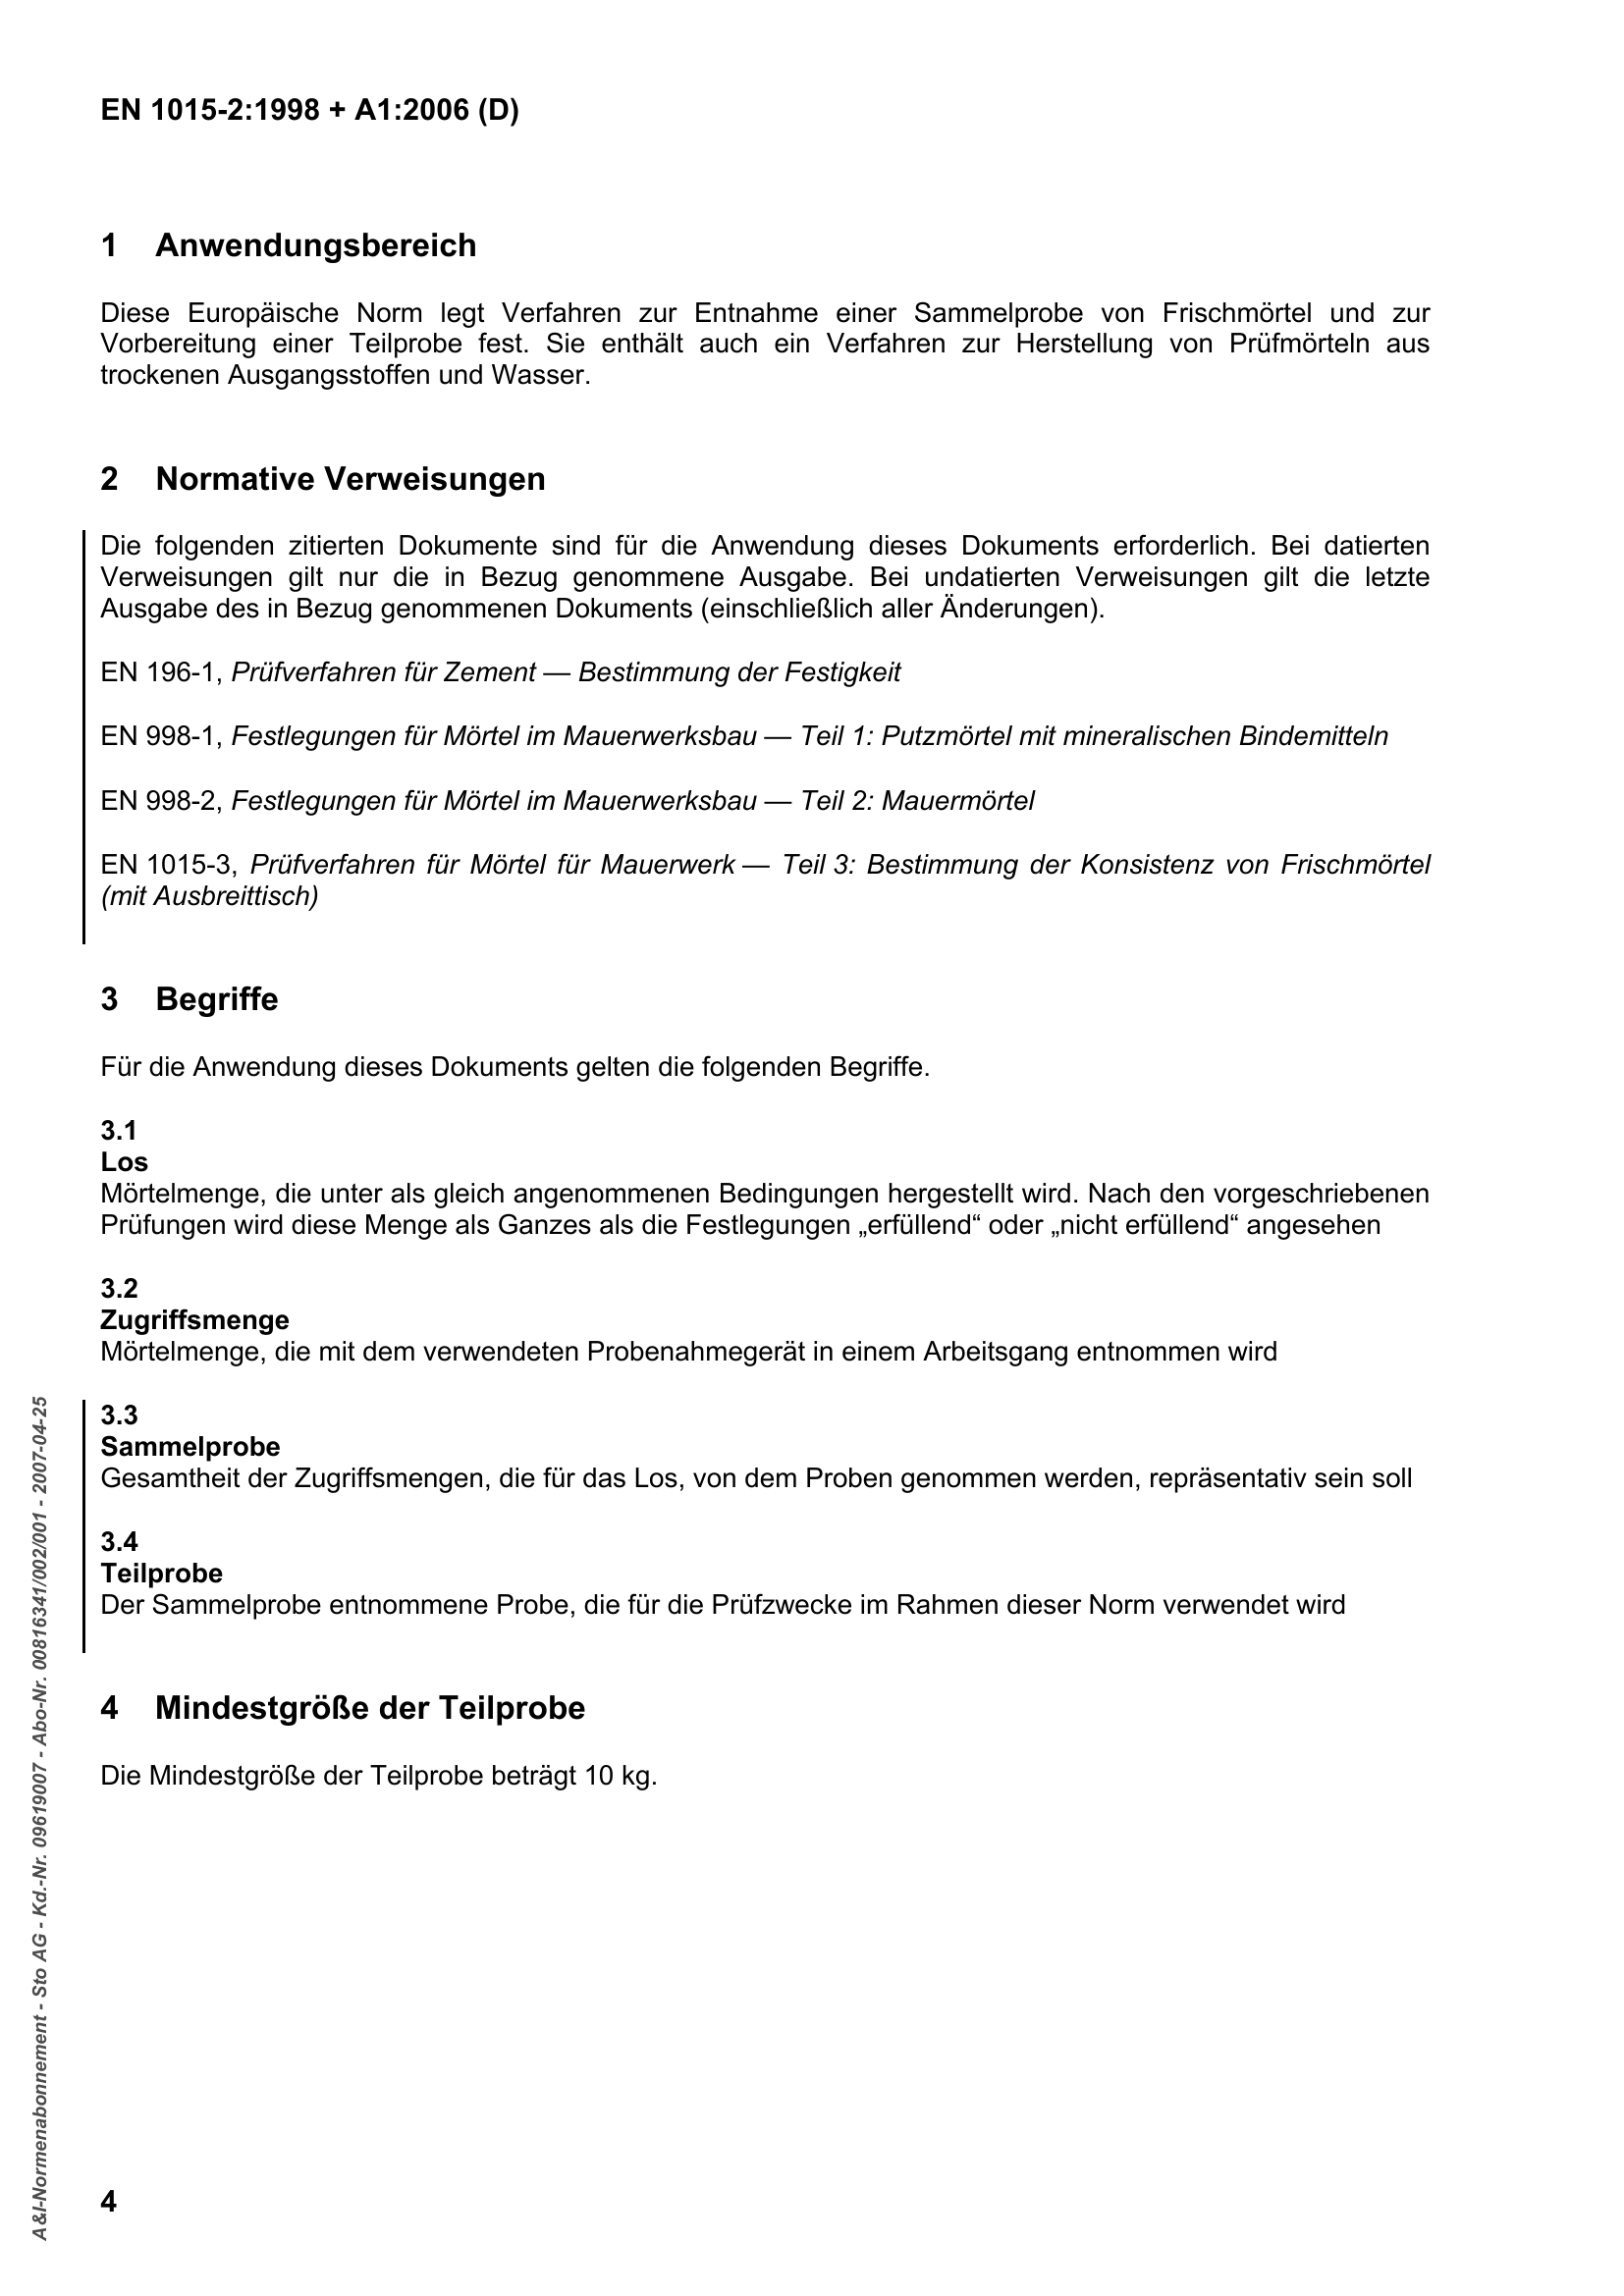 EN 1015-2:1998 + A1:2006 (D)
1 Anwendungsbereich
Diese Europäische Norm legt Verfahren zur Entnahme einer Sammelprobe von Frischmörtel und zur
Vorbereitung einer Teilprobe fest. Sie enthält auch ein Verfahren zur Herstellung von Prüfmörteln aus
trockenen Ausgangsstoffen und Wasser.
2 Normative Verweisungen
Die folgenden zitierten Dokumente sind für die Anwendung dieses Dokuments erforderlich. Bei datierten
Verweisungen gilt nur die in Bezug genommene Ausgabe. Bei undatierten Verweisungen gilt die letzte
Ausgabe des in Bezug genommenen Dokuments (einschließlich aller Änderungen).
EN 196-1, Prüfverfahren für Zement — Bestimmung der Festigkeit
EN 998-1, Festlegungen für Mörtel im Mauerwerksbau — Teil 1: Putzmörtel mit mineralischen Bindemitteln
EN 998-2, Festlegungen für Mörtel im Mauerwerksbau — Teil 2: Mauermörtel
EN 1015-3, Prüfverfahren für Mörtel für Mauerwerk — Teil 3: Bestimmung der Konsistenz von Frischmörtel
(mit Ausbreittisch)
3 Begriffe
Für die Anwendung dieses Dokuments gelten die folgenden Begriffe.
3.1
Los
Mörtelmenge, die unter als gleich angenommenen Bedingungen hergestellt wird. Nach den vorgeschriebenen
Prüfungen wird diese Menge als Ganzes als die Festlegungen „erfüllend“ oder „nicht erfüllend“ angesehen
3.2
Zugriffsmenge
Mörtelmenge, die mit dem verwendeten Probenahmegerät in einem Arbeitsgang entnommen wird
3.3
Sammelprobe
Gesamtheit der Zugriffsmengen, die für das Los, von dem Proben genommen werden, repräsentativ sein soll
3.4
Teilprobe
Der Sammelprobe entnommene Probe, die für die Prüfzwecke im Rahmen dieser Norm verwendet wird
4 Mindestgröße der Teilprobe
Die Mindestgröße der Teilprobe beträgt 10 kg.
A&I-Normenabonnement - Sto AG - Kd.-Nr. 09619007 - Abo-Nr. 00816341/002/001 - 2007-04-25
4